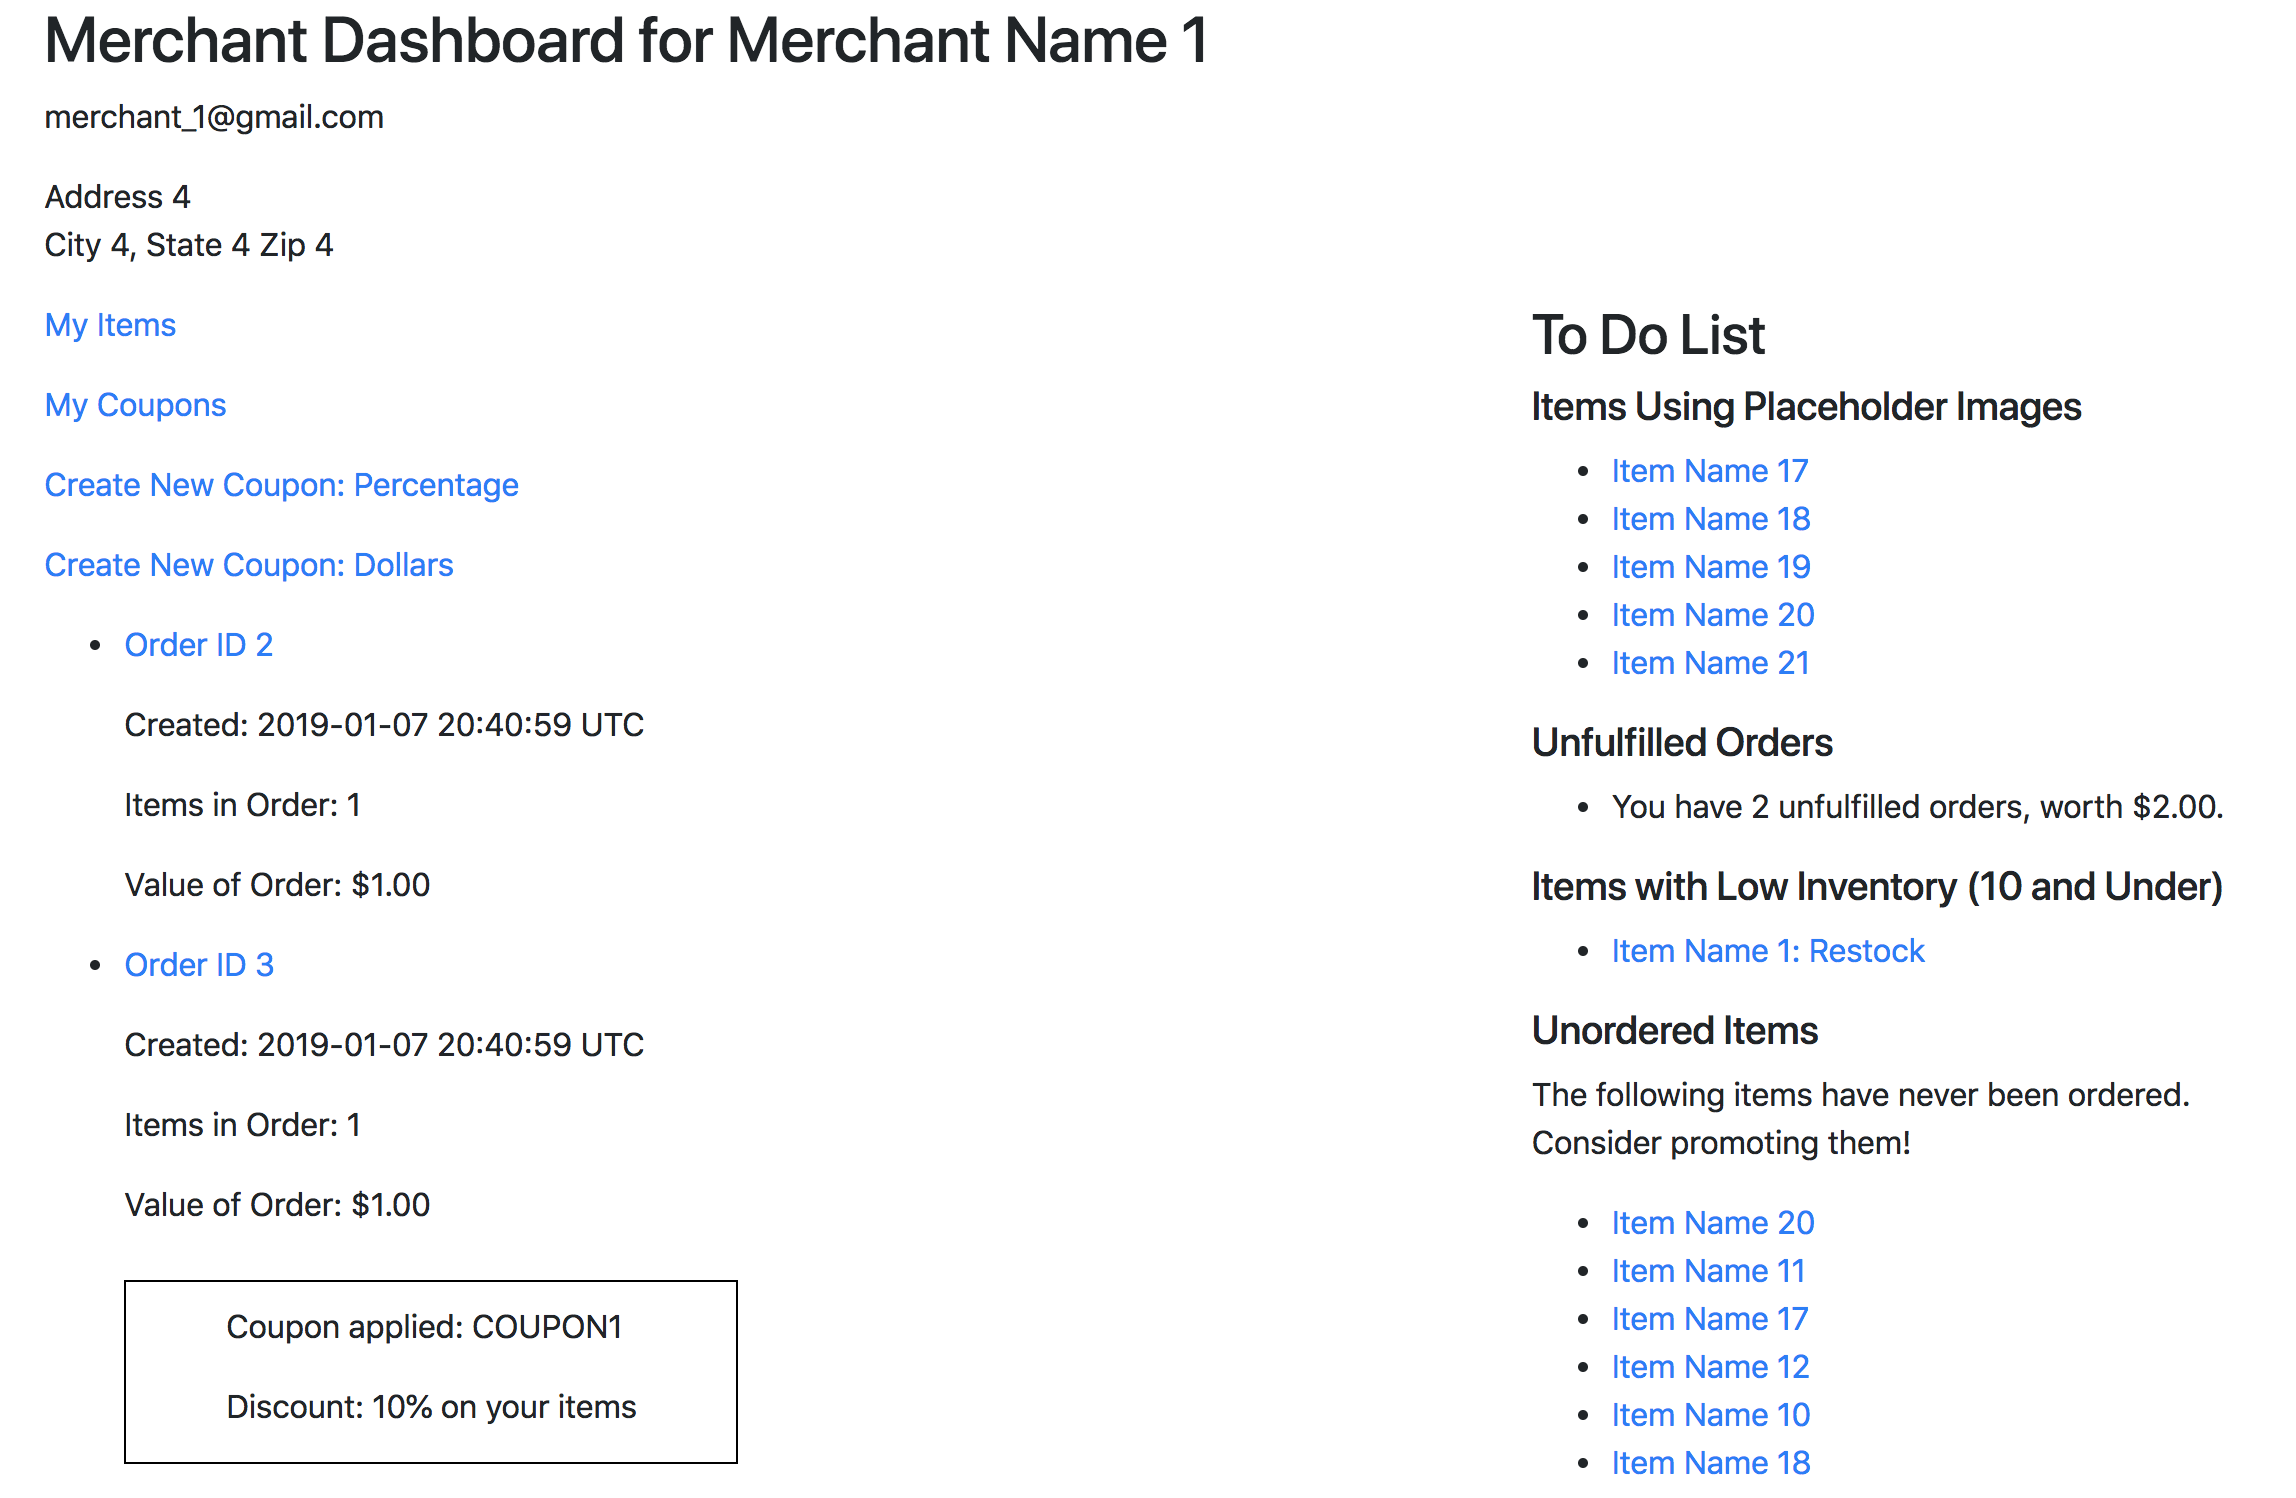 Merchant Dashboard for Merchant Name 1
merchant_1@gmail.com
Address 4
City 4, State 4 Zip 4
My Items
My Coupons
Create New Coupon: Percentage
Create New Coupon: Dollars
Order ID 2
Created: 2019-01-07 20:40:59 UTC
Items in Order: 1
Value of Order: $1.00
Order ID 3
Created: 2019-01-07 20:40:59 UTC
Items in Order: 1
Value of Order: $1.00
Coupon applied: COUPON1
Discount: 10% on your items
To Do List
Items Using Placeholder Images
Item Name 17
Item Name 18
Item Name 19
Item Name 20
Item Name 21
Unfulfilled Orders
You have 2 unfulfilled orders, worth $2.00.
Items with Low Inventory (10 and Under)
Item Name 1: Restock
Unordered Items
The following items have never been ordered.
Consider promoting them!
Item Name 20
Item Name 11
Item Name 17
Item Name 12
Item Name 10
Item Name 18